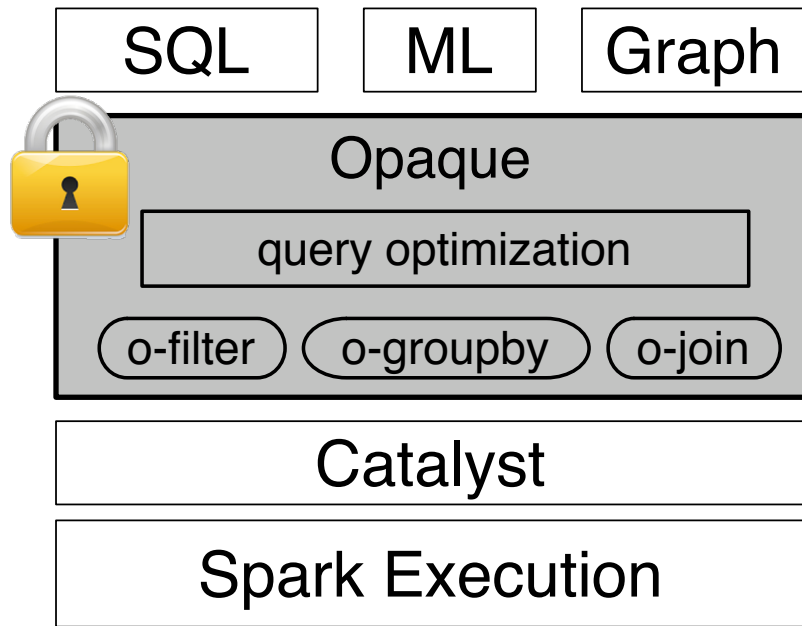 SQL ML Graph
Opaque
query optimization
o-filter o-groupby o-join
Catalyst
Spark Execution